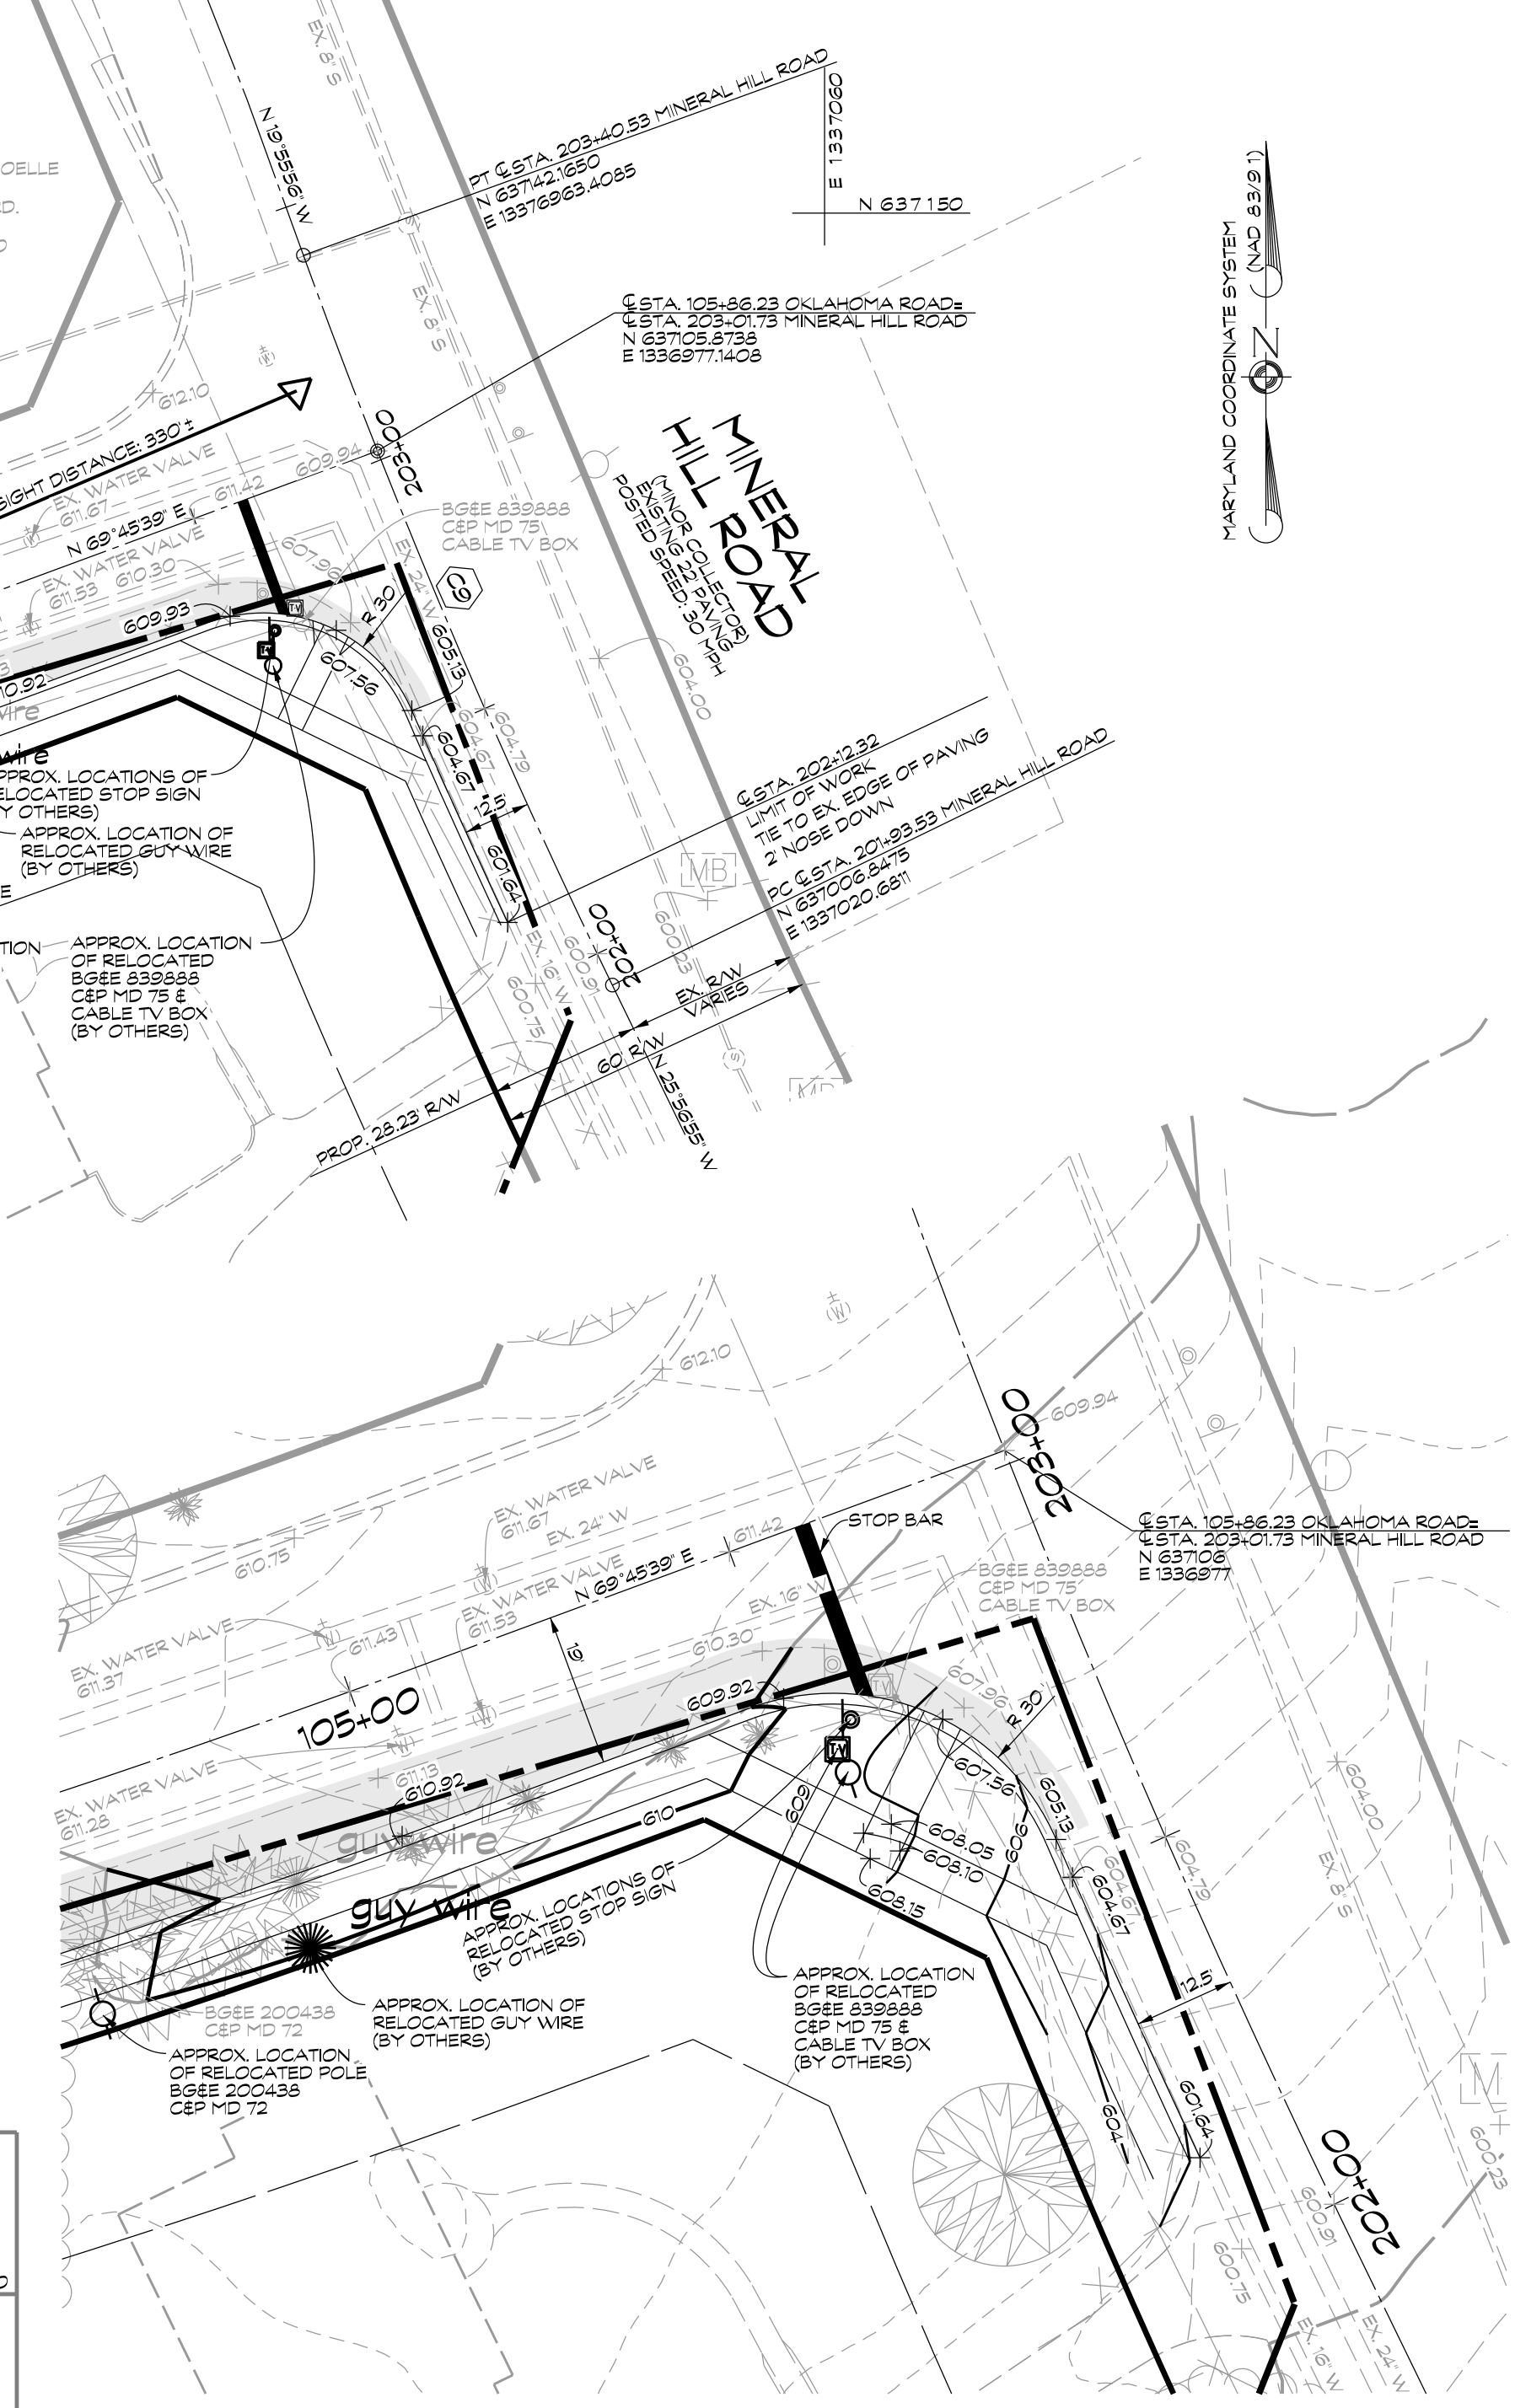 EX. 8" S
N 19°55'56" W
PT ℄ STA. 203+40.53 MINERAL HILL ROAD
N 637142.1650
E 13376963.4085
E 1337060
N 637150
MARYLAND COORDINATE SYSTEM
(NAD 83/91)
N
OELLE
RD.
EX. 8" S
(S)
℄ STA. 105+86.23 OKLAHOMA ROAD=
℄ STA. 203+01.73 MINERAL HILL ROAD
N 637105.8738
E 1336977.1408
(W)
612.10
SIGHT DISTANCE: 330'±
203+00
609.94
EX. WATER VALVE
611.67
611.42
N 69°45'39" E
MINERAL
HILL ROAD
(MINOR COLLECTOR)
EXISTING 22' PAVING
POSTED SPEED: 30 MPH
BG&E 839888
C&P MD 75
CABLE TV BOX
EX. WATER VALVE
611.53
610.30
607.96
EX. 24" W
C9
609.93
T-V
R 30
605.13
607.56
10.92
wire
604.00
604.67
604.79
604.67
wire
APPROX. LOCATIONS OF
RELOCATED STOP SIGN
(BY OTHERS)
APPROX. LOCATION OF
RELOCATED GUY WIRE
(BY OTHERS)
12.5'
601.64
℄ STA. 202+12.32
LIMIT OF WORK
TIE TO EX. EDGE OF PAVING
2' NOSE DOWN
PC ℄ STA. 201+93.53 MINERAL HILL ROAD
N 637006.8475
E 1337020.6811
MB
E
TION
APPROX. LOCATION
OF RELOCATED
BG&E 839888
C&P MD 75 &
CABLE TV BOX
(BY OTHERS)
EX. 16" W
600.91
202+00
600.23
600.75
EX. R/W
VARIES
60' R/W
PROP. 28.23' R/W
N 25°56'55" W
(S)
(W)
612.10
203+00
609.94
EX. WATER VALVE
611.67
EX. 24" W
611.42
STOP BAR
℄ STA. 105+86.23 OKLAHOMA ROAD=
℄ STA. 203+01.73 MINERAL HILL ROAD
N 637106
E 1336977
610.75
EX. WATER VALVE
611.53
N 69°45'39" E
EX. 16" W
BG&E 839888
C&P MD 75
CABLE TV BOX
EX. WATER VALVE
611.37
611.43
19'
610.30
607.96
TV
609.92
105+00
R 30
T-V
607.56
605.13
EX. WATER VALVE
611.28
611.13
610.92
610
609
606
608.05
608.10
608.15
604.00
604.79
604.67
604.67
EX. 8" S
guy wire
guy wire
APPROX. LOCATIONS OF
RELOCATED STOP SIGN
(BY OTHERS)
APPROX. LOCATION
OF RELOCATED
BG&E 839888
C&P MD 75 &
CABLE TV BOX
(BY OTHERS)
12.5'
BG&E 200438
C&P MD 72
APPROX. LOCATION OF
RELOCATED GUY WIRE
(BY OTHERS)
APPROX. LOCATION
OF RELOCATED POLE
BG&E 200438
C&P MD 72
601.64
604
M
600.23
202+00
600.91
600.75
EX. 16" W
EX. 24" W